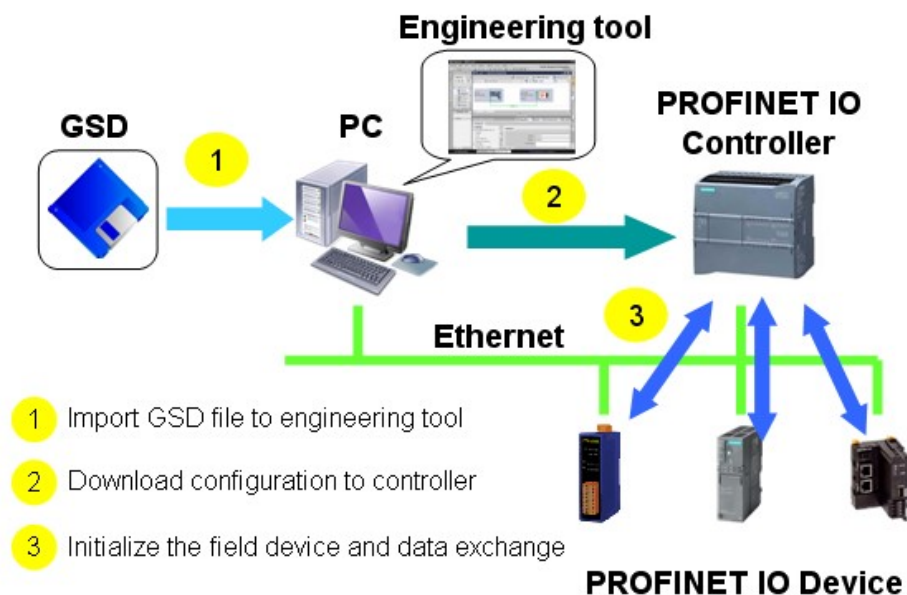 Engineering tool
GSD
PC
PROFINET IO
Controller
1
2
3
Ethernet
1 Import GSD file to engineering tool
2 Download configuration to controller
3 Initialize the field device and data exchange
PROFINET IO Device